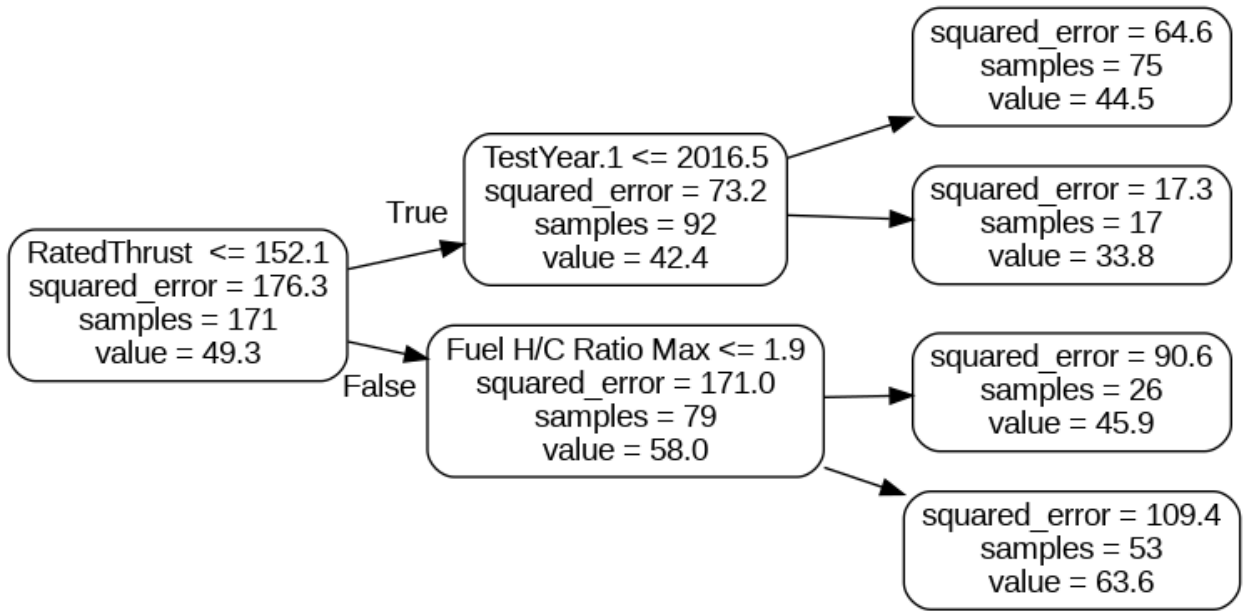 RatedThrust  <= 152.1
squared_error = 176.3
samples = 171
value = 49.3
True
False
TestYear.1 <= 2016.5
squared_error = 73.2
samples = 92
value = 42.4
Fuel H/C Ratio Max <= 1.9
squared_error = 171.0
samples = 79
value = 58.0
squared_error = 64.6
samples = 75
value = 44.5
squared_error = 17.3
samples = 17
value = 33.8
squared_error = 90.6
samples = 26
value = 45.9
squared_error = 109.4
samples = 53
value = 63.6